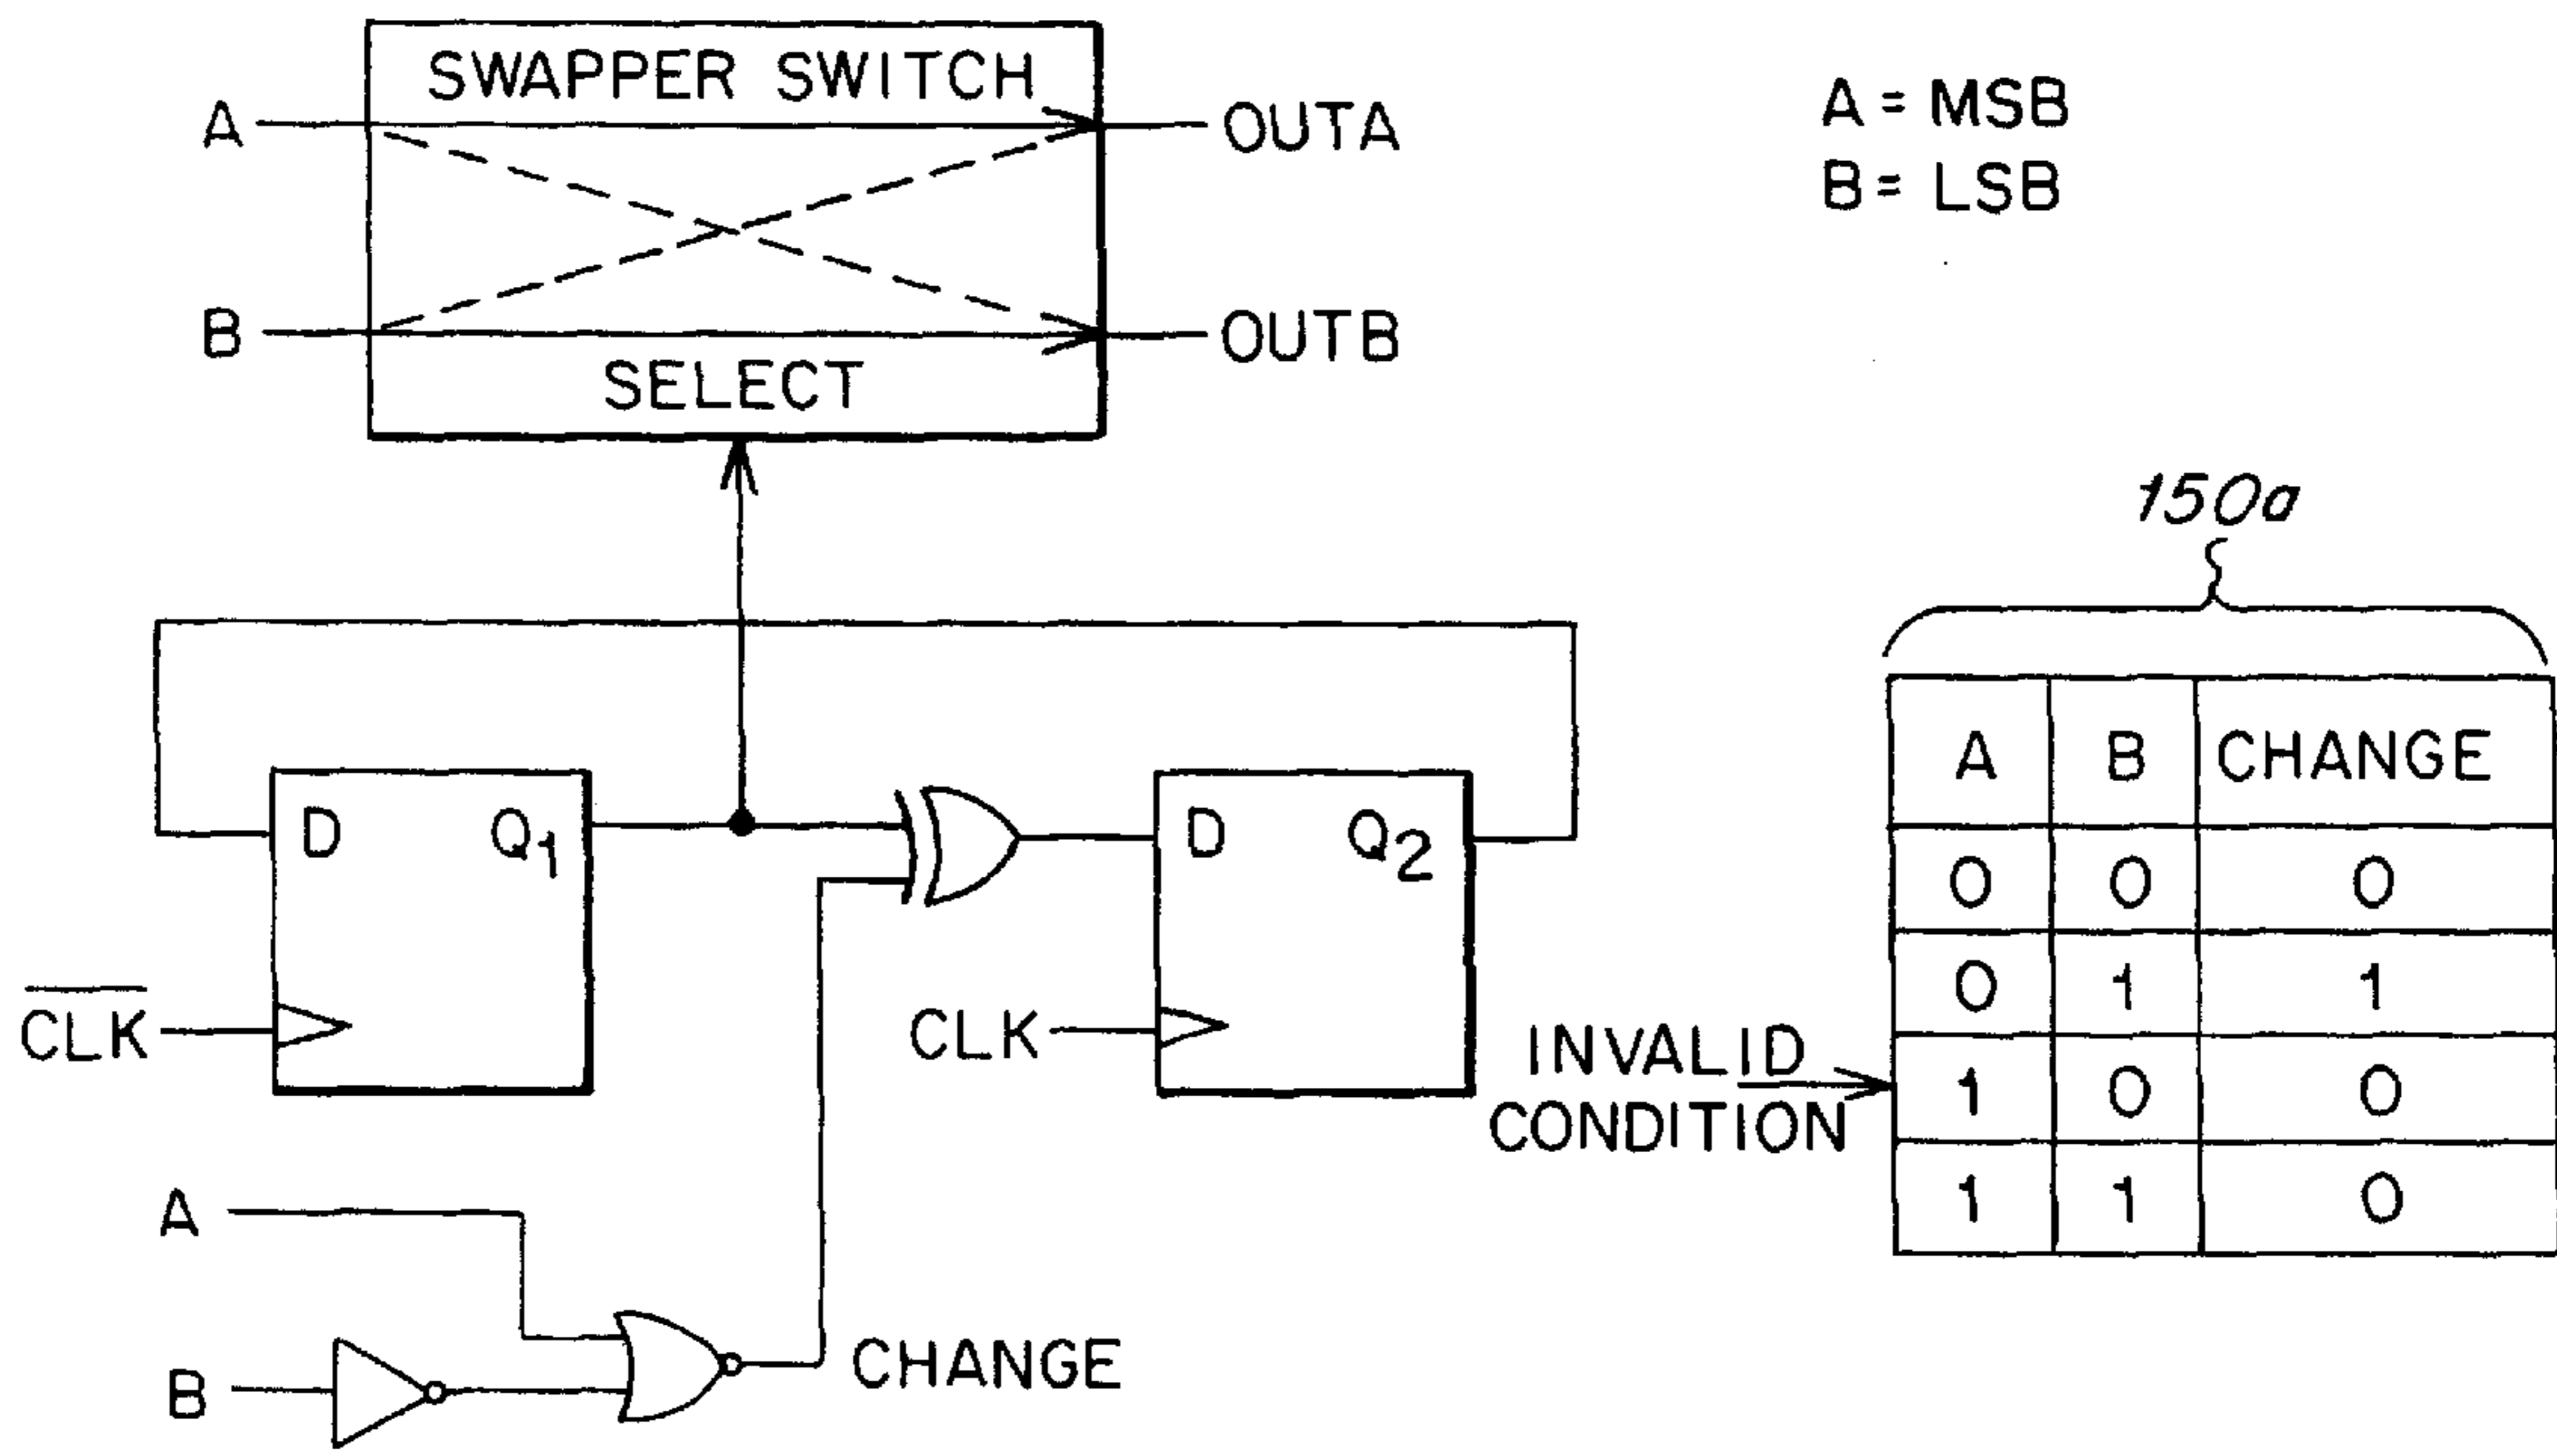 SWAPPER SWITCH
A
OUTA
B
OUTB
SELECT
A = MSB
B = LSB
150a
D Q1
C̅L̅K̅
D Q2
CLK
A
B
CHANGE
INVALID
CONDITION
A B CHANGE
0 0 0
0 1 1
1 0 0
1 1 0